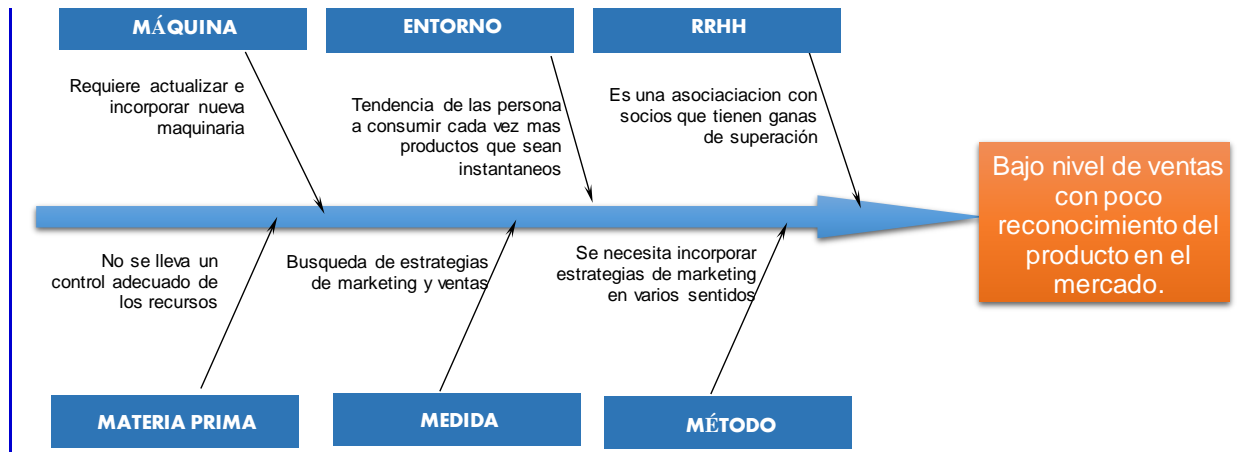 MÁQUINA
ENTORNO
RRHH
Requiere actualizar e
incorporar nueva
maquinaria
Tendencia de las persona
a consumir cada vez mas
productos que sean
instantaneos
Es una asociaciacion con
socios que tienen ganas
de superación
Bajo nivel de ventas
con poco
reconocimiento del
producto en el
mercado.
No se lleva un
control adecuado de
los recursos
Busqueda de estrategias
de marketing y ventas
Se necesita incorporar
estrategias de marketing
en varios sentidos
MATERIA PRIMA
MEDIDA
MÉTODO